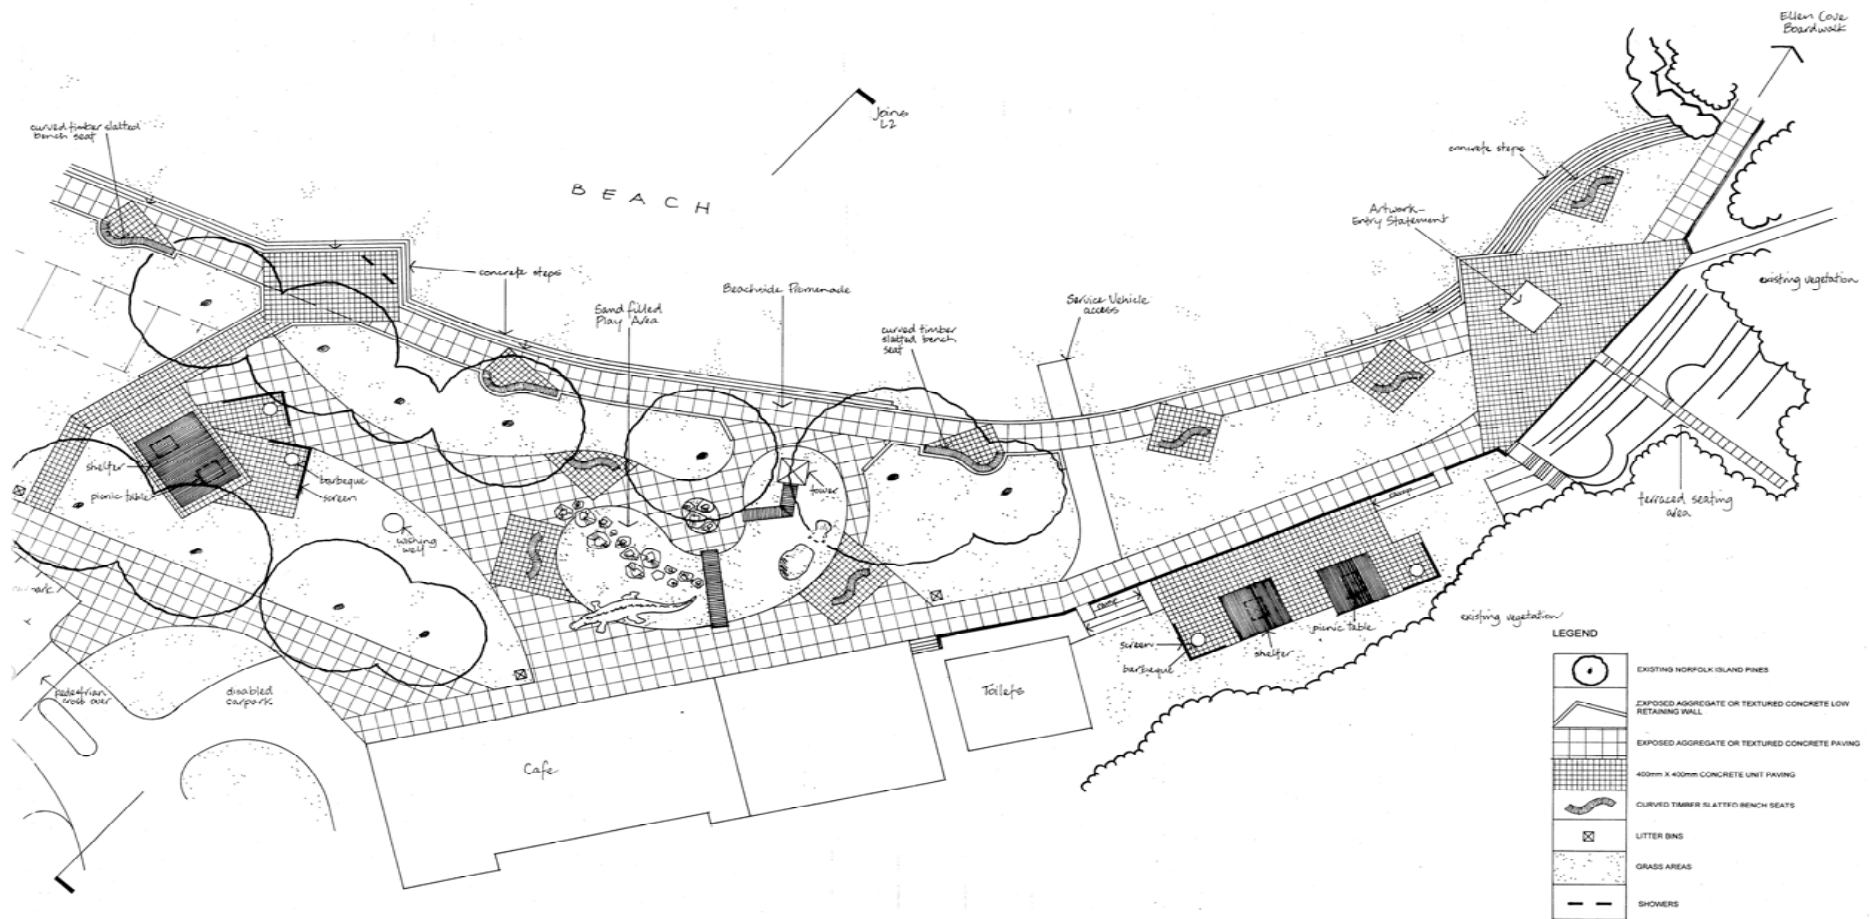 Ellen Cove
Boardwalk
Joins
L2
curved timber slatted
bench seat
BEACH
concrete steps
Artwork-
Entry Statement
concrete steps
existing vegetation
Beachside Promenade
Service Vehicle
access
Sand filled
Play Area
curved timber
slatted bench
seat
shelter
picnic table
barbeque
screen
tower
wishing
well
ramp
terraced seating
area
ramp
existing vegetation
picnic table
screen
barbeque
shelter
pedestrian
cross over
disabled
carpark
Toilets
Cafe
LEGEND
EXISTING NORFOLK ISLAND PINES
EXPOSED AGGREGATE OR TEXTURED CONCRETE LOW
RETAINING WALL
EXPOSED AGGREGATE OR TEXTURED CONCRETE PAVING
400mm X 400mm CONCRETE UNIT PAVING
CURVED TIMBER SLATTED BENCH SEATS
LITTER BINS
GRASS AREAS
SHOWERS